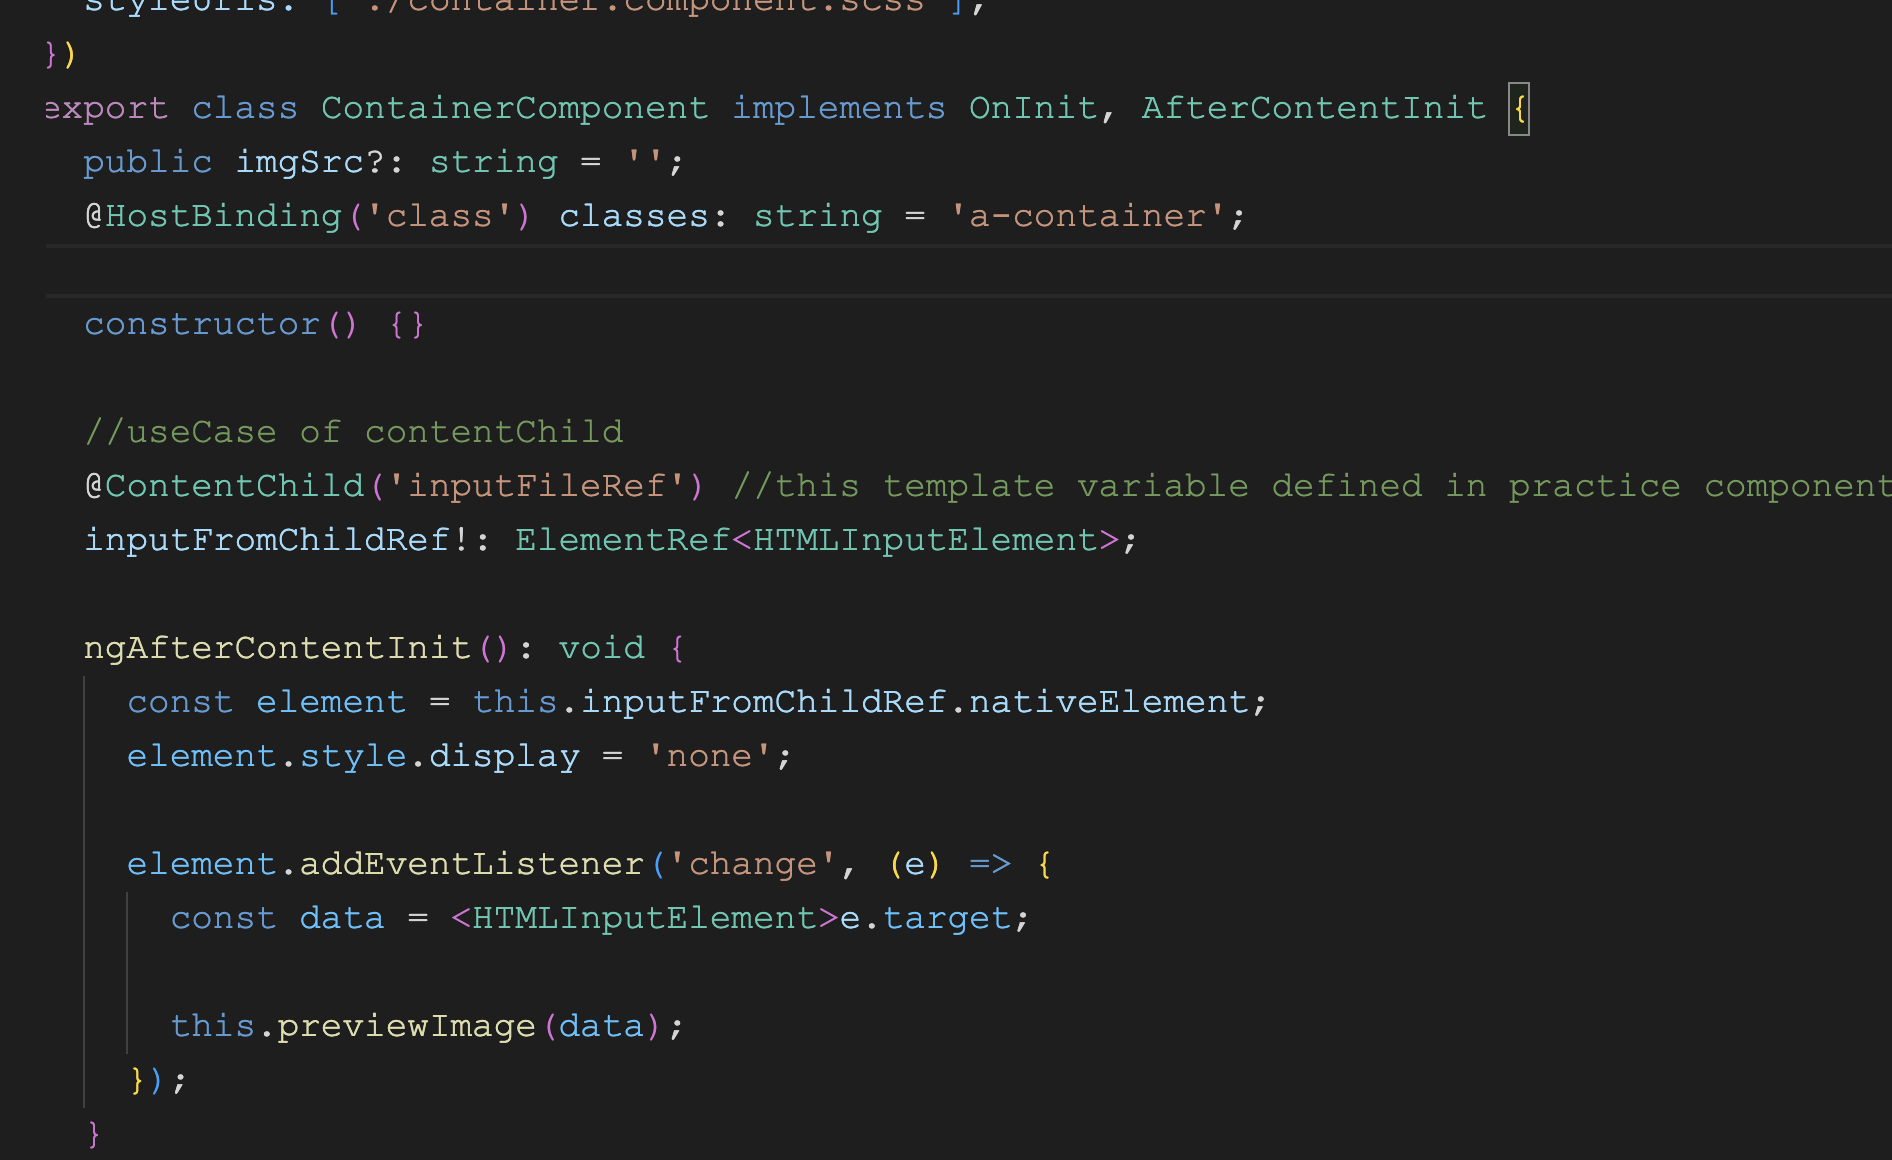 styleUrls: ['./container.component.scss'],
})
export class ContainerComponent implements OnInit, AfterContentInit {
public imgSrc?: string = '';
@HostBinding('class') classes: string = 'a-container';
constructor() {}
//useCase of contentChild
@ContentChild('inputFileRef') //this template variable defined in practice component
inputFromChildRef!: ElementRef<HTMLInputElement>;
ngAfterContentInit(): void {
const element = this.inputFromChildRef.nativeElement;
element.style.display = 'none';
element.addEventListener('change', (e) => {
const data = <HTMLInputElement>e.target;
this.previewImage(data);
});
}